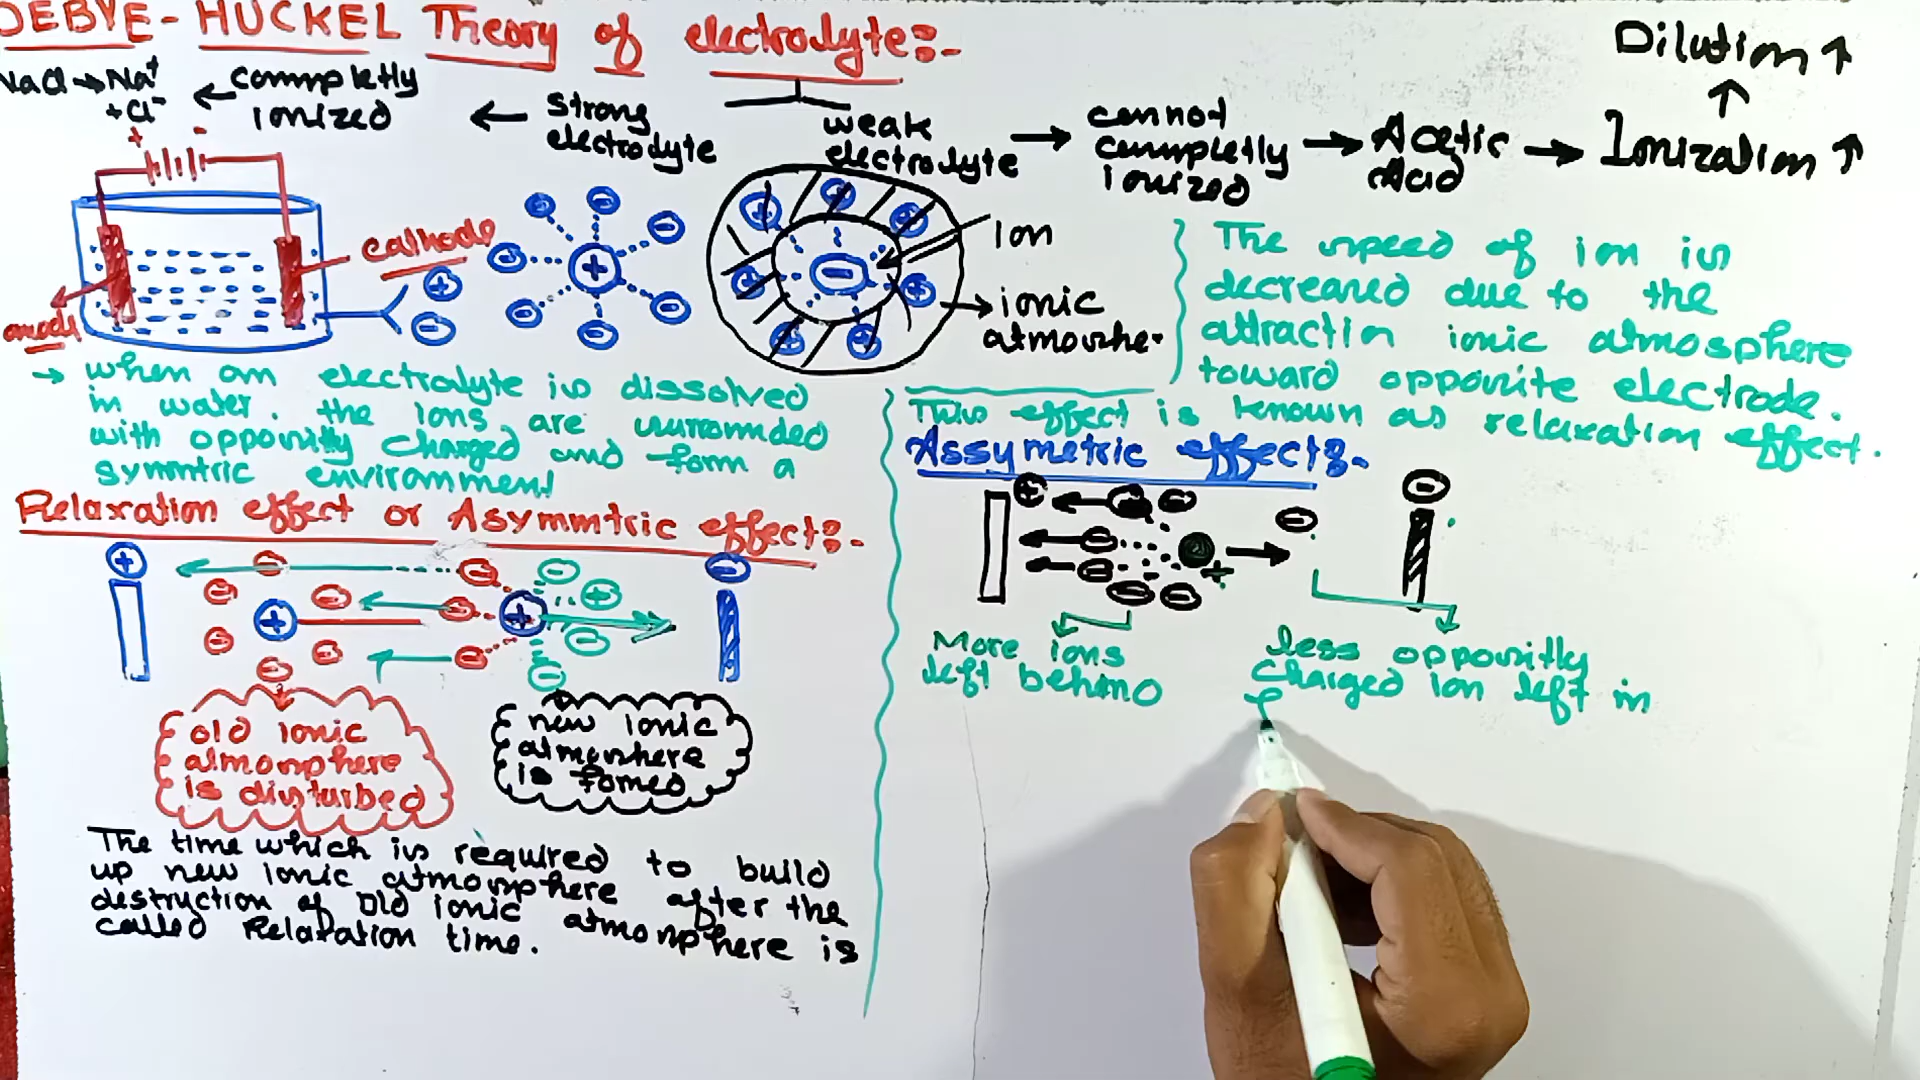 DEBYE-HUCKEL Theory of electrolyte:-
NaCl → Na+
+Cl-
← commpletly
ionized
← strong
electrolyte
weak
electrolyte
→ cannot
commpletly
ionized
→ Acetic
Acid
→ Ionization ↑
↑
Dilution ↑
+ -
cathode
anode
+
-
Ion
→ ionic
atmosphe.
The speed of ion is
decreased due to the
attraction ionic atmosphere
toward opposite electrode.
This effect is known as relaxation effect.
→ when an electrolyte is dissolved
in water. the ions are surrounded
with oppositly charged and form a
symmtric environment
Relaxation effect or Asymmtric effect:-
old ionic
atmosphere
is disturbed
new ionic
atmosphere
is fomed
The time which is required to build
up new ionic atmosphere after the
destruction of old ionic atmosphere is
called Relaxation time.
Assymetric effect:-
More ions
left behind
less oppositly
charged ion left in